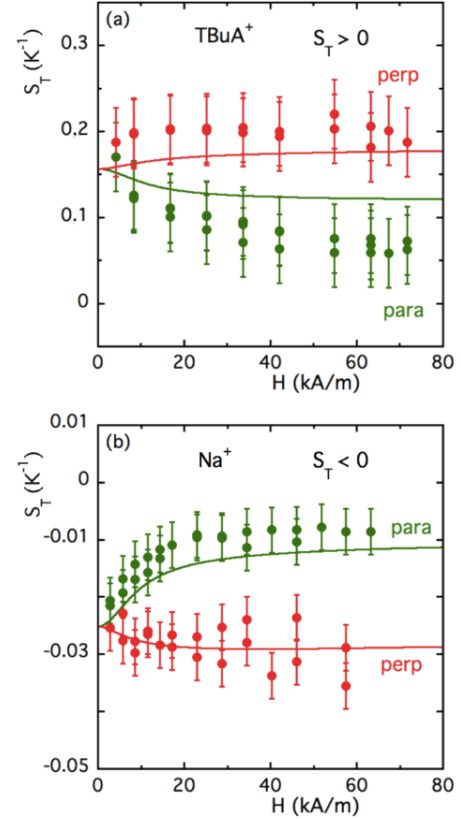 (a)
TBuA⁺
S_T > 0
perp
para
S_T (K⁻¹)
0.3
0.2
0.1
0
0 20 40 60 80
H (kA/m)
(b)
Na⁺
S_T < 0
para
perp
S_T (K⁻¹)
0.01
0
-0.01
-0.03
-0.05
0 20 40 60 80
H (kA/m)